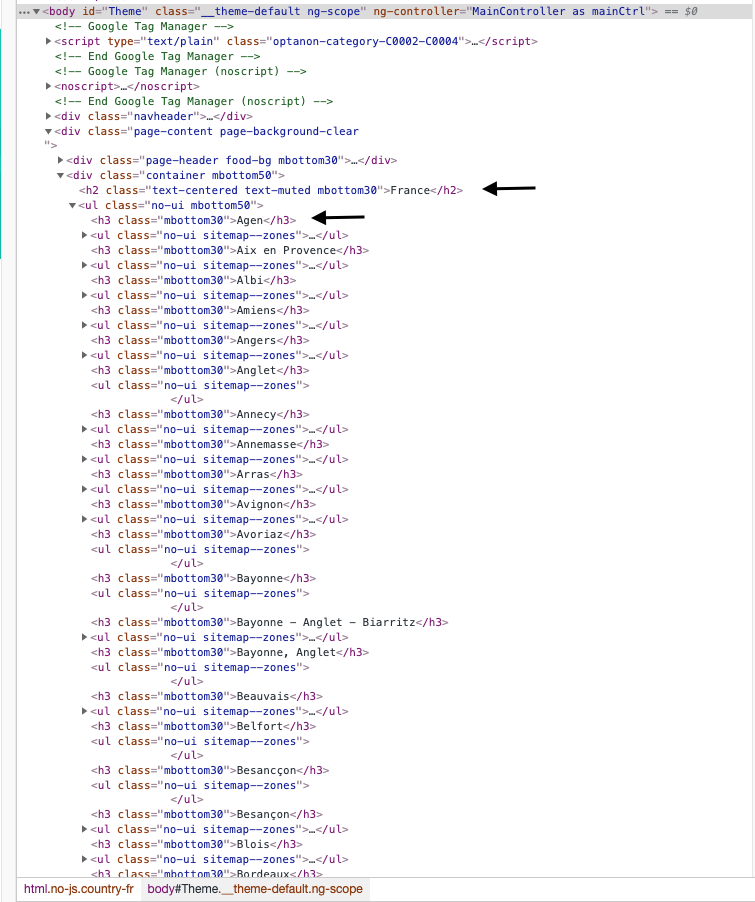 …<body id="Theme" class="__theme-default ng-scope" ng-controller="MainController as mainCtrl"> == $0
<!-- Google Tag Manager -->
<script type="text/plain" class="optanon-category-C0002-C0004">…</script>
<!-- End Google Tag Manager -->
<!-- Google Tag Manager (noscript) -->
<noscript>…</noscript>
<!-- End Google Tag Manager (noscript) -->
<div class="navheader">…</div>
<div class="page-content page-background-clear
">
<div class="page-header food-bg mbottom30">…</div>
<div class="container mbottom50">
<h2 class="text-centered text-muted mbottom30">France</h2>
<ul class="no-ui mbottom50">
<h3 class="mbottom30">Agen</h3>
<ul class="no-ui sitemap--zones">…</ul>
<h3 class="mbottom30">Aix en Provence</h3>
<ul class="no-ui sitemap--zones">…</ul>
<h3 class="mbottom30">Albi</h3>
<ul class="no-ui sitemap--zones">…</ul>
<h3 class="mbottom30">Amiens</h3>
<ul class="no-ui sitemap--zones">…</ul>
<h3 class="mbottom30">Angers</h3>
<ul class="no-ui sitemap--zones">…</ul>
<h3 class="mbottom30">Anglet</h3>
<ul class="no-ui sitemap--zones">
</ul>
<h3 class="mbottom30">Annecy</h3>
<ul class="no-ui sitemap--zones">…</ul>
<h3 class="mbottom30">Annemasse</h3>
<ul class="no-ui sitemap--zones">…</ul>
<h3 class="mbottom30">Arras</h3>
<ul class="no-ui sitemap--zones">…</ul>
<h3 class="mbottom30">Avignon</h3>
<ul class="no-ui sitemap--zones">…</ul>
<h3 class="mbottom30">Avoriaz</h3>
<ul class="no-ui sitemap--zones">
</ul>
<h3 class="mbottom30">Bayonne</h3>
<ul class="no-ui sitemap--zones">
</ul>
<h3 class="mbottom30">Bayonne - Anglet - Biarritz</h3>
<ul class="no-ui sitemap--zones">…</ul>
<h3 class="mbottom30">Bayonne, Anglet</h3>
<ul class="no-ui sitemap--zones">
</ul>
<h3 class="mbottom30">Beauvais</h3>
<ul class="no-ui sitemap--zones">…</ul>
<h3 class="mbottom30">Belfort</h3>
<ul class="no-ui sitemap--zones">
</ul>
<h3 class="mbottom30">Besancçon</h3>
<ul class="no-ui sitemap--zones">
</ul>
<h3 class="mbottom30">Besançon</h3>
<ul class="no-ui sitemap--zones">…</ul>
<h3 class="mbottom30">Blois</h3>
<ul class="no-ui sitemap--zones">…</ul>
<h3 class="mbottom30">Bordeaux</h3>
html.no-js.country-fr body#Theme.__theme-default.ng-scope